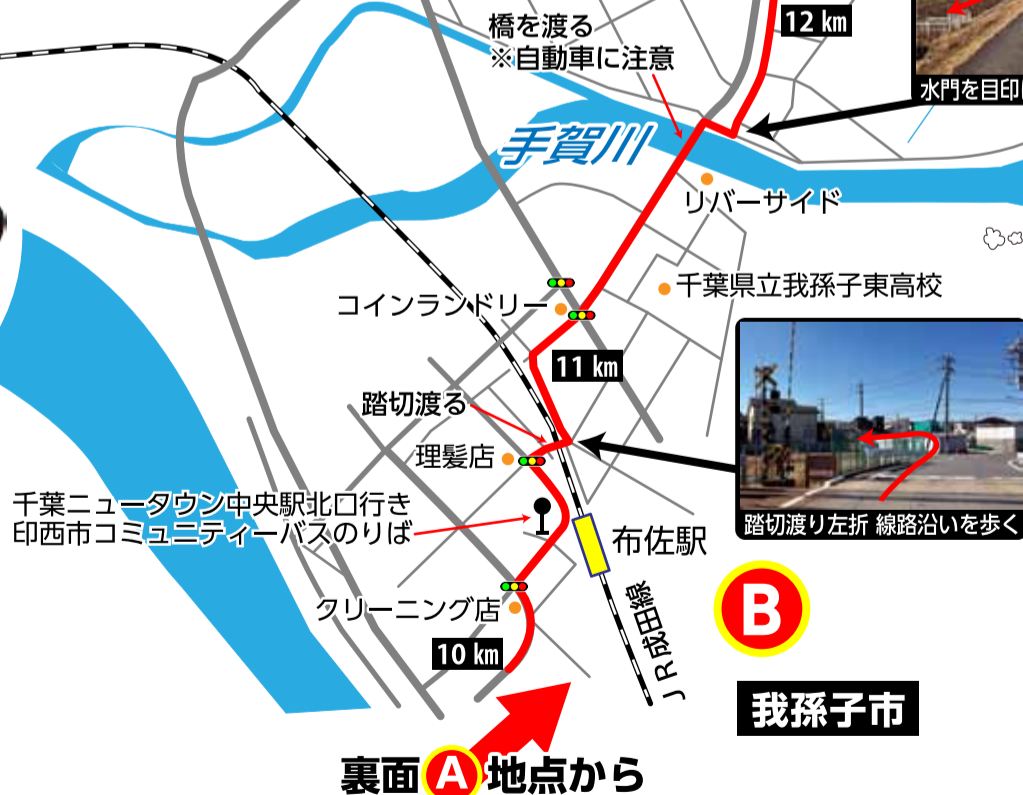 橋を渡る
※自動車に注意
12 km
水門を目印
手賀川
リバーサイド
千葉県立我孫子東高校
コインランドリー
11 km
踏切渡る
理髪店
千葉ニュータウン中央駅北口行き
印西市コミュニティーバスのりば
踏切渡り左折 線路沿いを歩く
布佐駅
クリーニング店
JR成田線
B
10 km
我孫子市
裏面 A 地点から